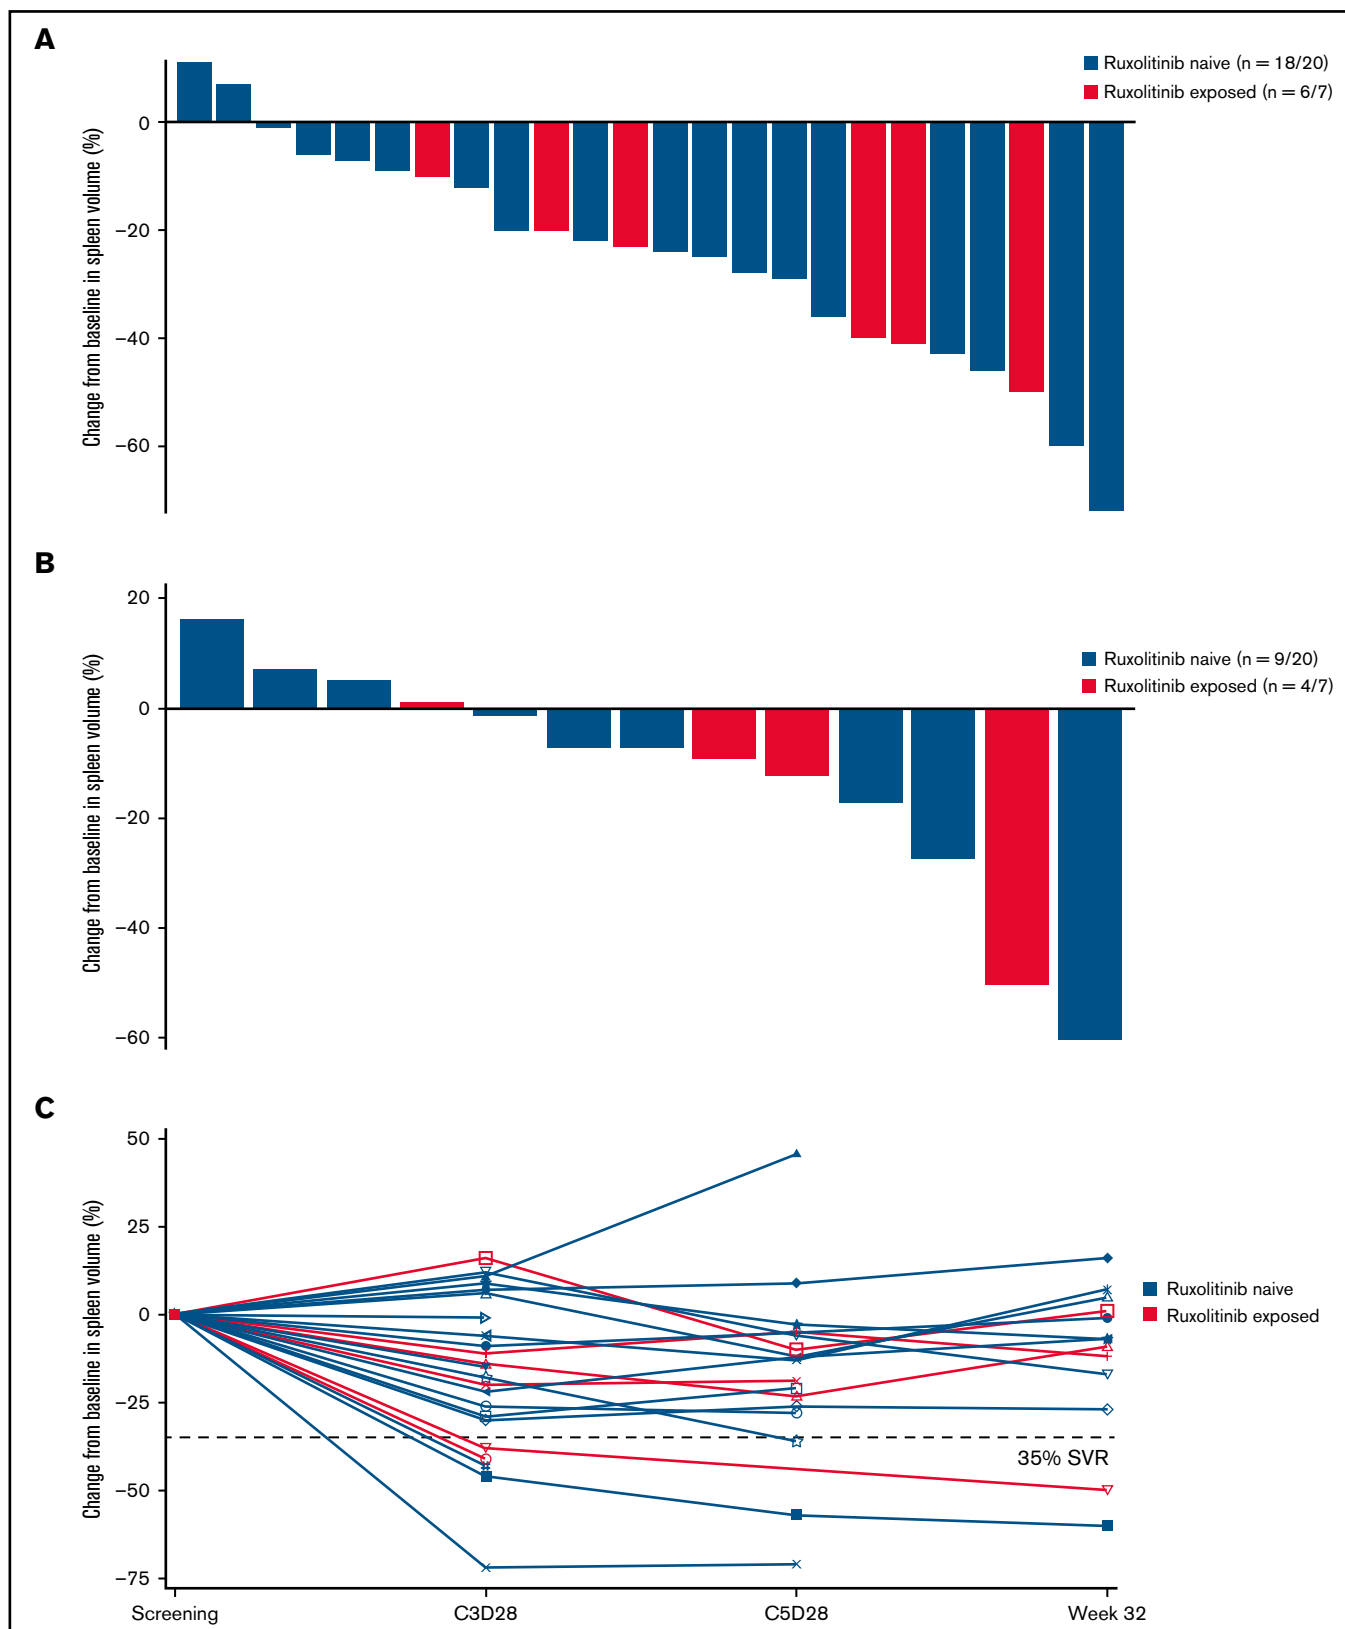 A
Ruxolitinib naive (n = 18/20)
Ruxolitinib exposed (n = 6/7)
Change from baseline in spleen volume (%)
0
−20
−40
−60
B
Ruxolitinib naive (n = 9/20)
Ruxolitinib exposed (n = 4/7)
Change from baseline in spleen volume (%)
20
0
−20
−40
−60
C
Ruxolitinib naive
Ruxolitinib exposed
Change from baseline in spleen volume (%)
50
25
0
−25
−50
−75
35% SVR
Screening
C3D28
C5D28
Week 32